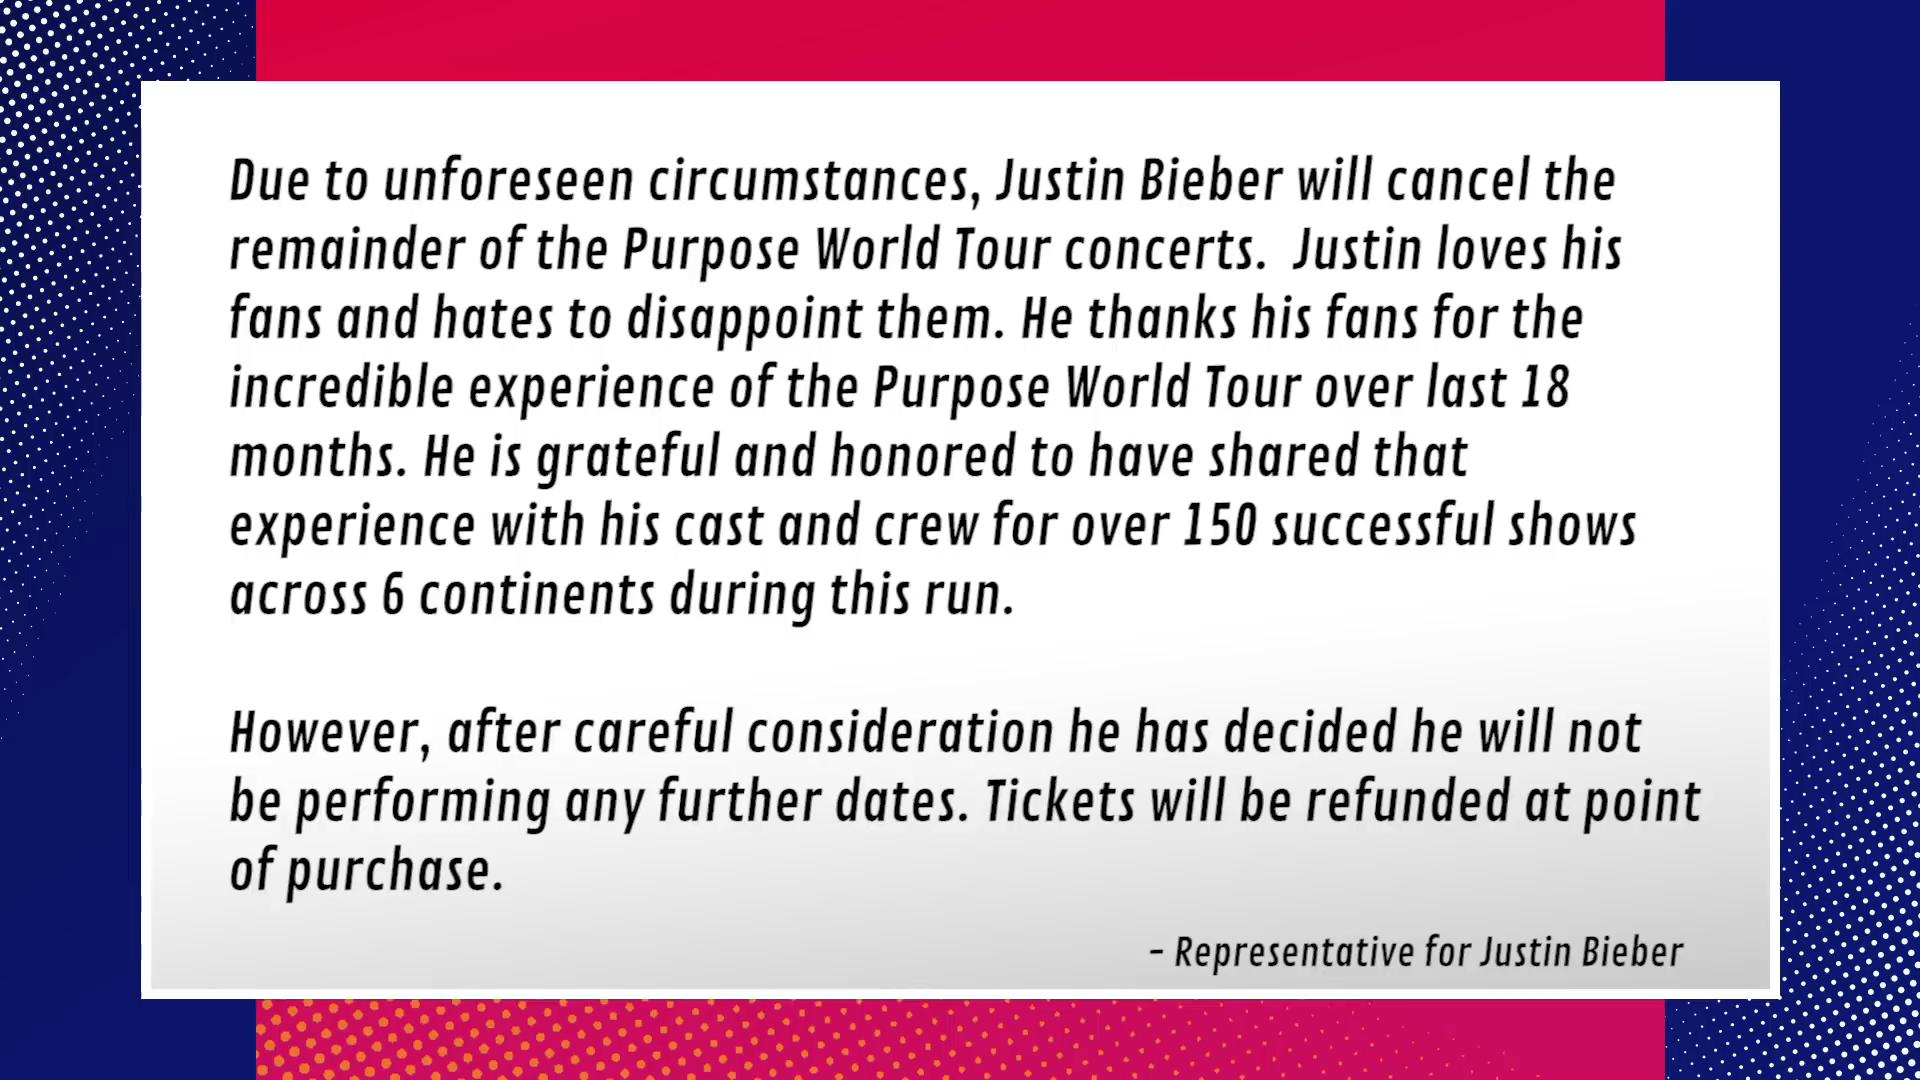 Due to unforeseen circumstances, Justin Bieber will cancel the
remainder of the Purpose World Tour concerts.  Justin loves his
fans and hates to disappoint them. He thanks his fans for the
incredible experience of the Purpose World Tour over last 18
months. He is grateful and honored to have shared that
experience with his cast and crew for over 150 successful shows
across 6 continents during this run.
However, after careful consideration he has decided he will not
be performing any further dates. Tickets will be refunded at point
of purchase.
- Representative for Justin Bieber